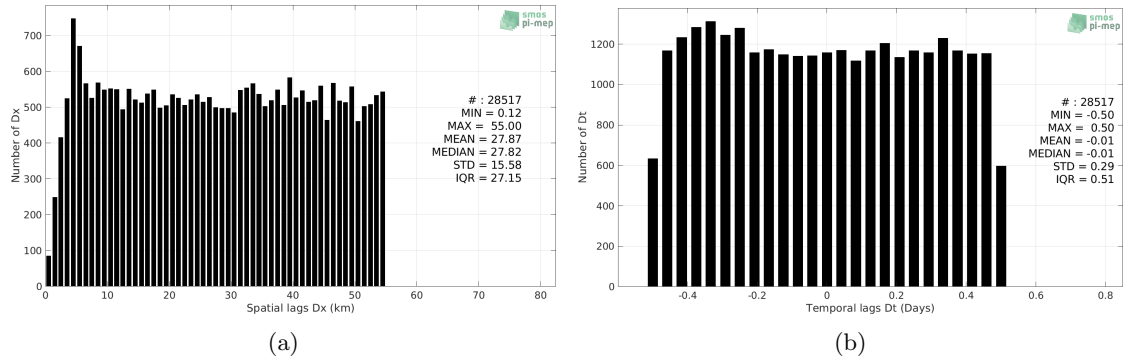 smos
pi-mep
700
600
500
400
300
200
100
0
Number of Dx
# : 28517
MIN = 0.12
MAX = 55.00
MEAN = 27.87
MEDIAN = 27.82
STD = 15.58
IQR = 27.15
0 10 20 30 40 50 60 70 80
Spatial lags Dx (km)
(a)
smos
pi-mep
1200
1000
800
600
400
200
0
Number of Dt
# : 28517
MIN = -0.50
MAX = 0.50
MEAN = -0.01
MEDIAN = -0.01
STD = 0.29
IQR = 0.51
-0.4 -0.2 0 0.2 0.4 0.6 0.8
Temporal lags Dt (Days)
(b)